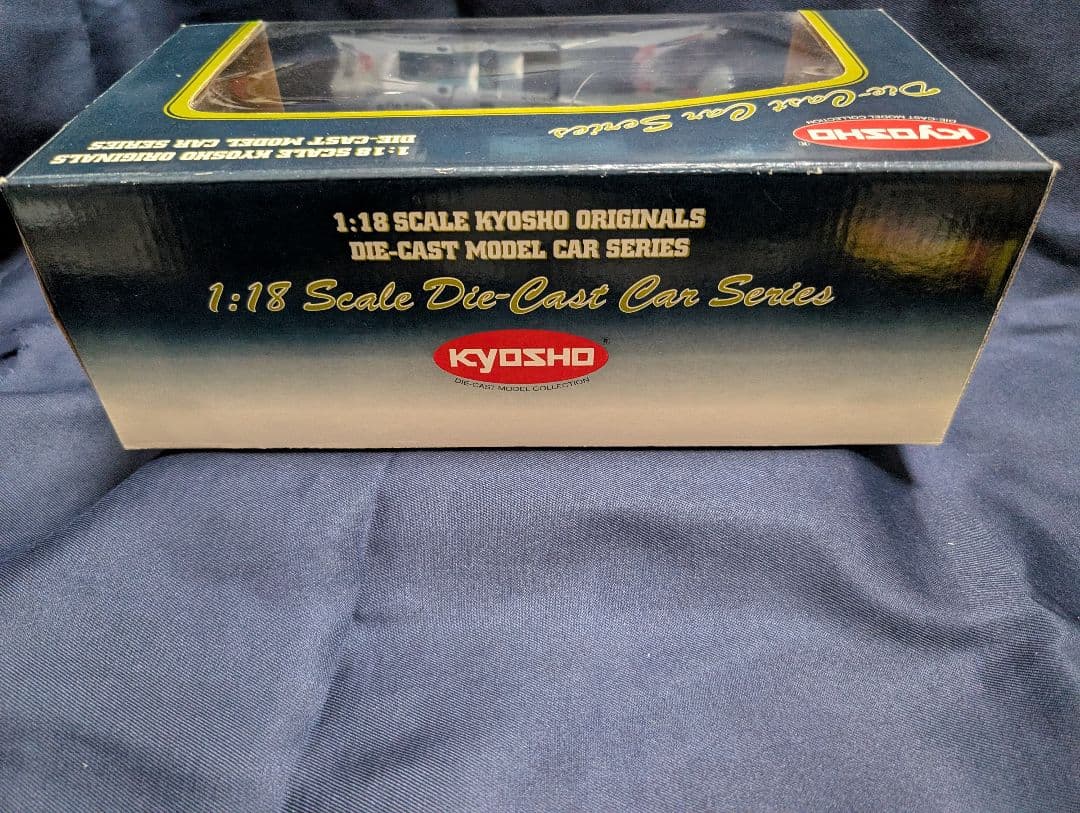 Die-Cast Car Series
KYOSHO
®
DIE-CAST MODEL COLLECTION
1:18 SCALE KYOSHO ORIGINALS
DIE-CAST MODEL CAR SERIES
1:18 SCALE KYOSHO ORIGINALS
DIE-CAST MODEL CAR SERIES
1:18 Scale Die-Cast Car Series
KYOSHO
®
DIE-CAST MODEL COLLECTION